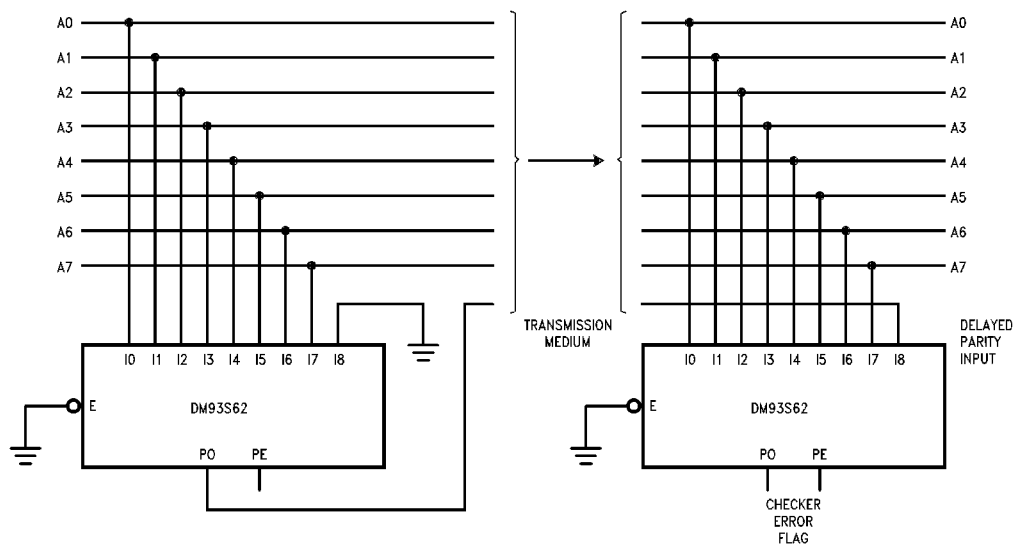 A0 A0
A1 A1
A2 A2
A3 A3
A4 A4
A5 A5
A6 A6
A7 A7
TRANSMISSION
MEDIUM
DELAYED
PARITY
INPUT
I0 I1 I2 I3 I4 I5 I6 I7 I8
I0 I1 I2 I3 I4 I5 I6 I7 I8
E DM93S62
E DM93S62
PO PE
PO PE
CHECKER
ERROR
FLAG